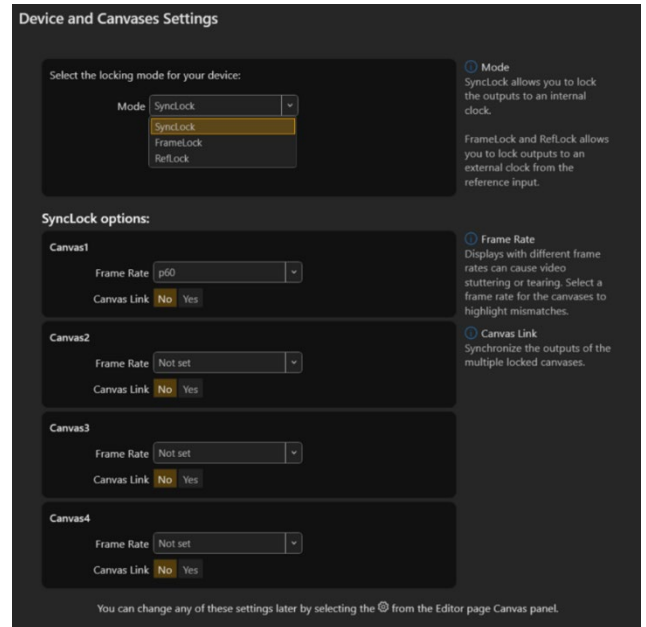 Device and Canvases Settings
Select the locking mode for your device:
Mode SyncLock
SyncLock
FrameLock
RefLock
Mode
SyncLock allows you to lock
the outputs to an internal
clock.
FrameLock and RefLock allows
you to lock outputs to an
external clock from the
reference input.
SyncLock options:
Canvas1
Frame Rate p60
Canvas Link No Yes
Frame Rate
Displays with different frame
rates can cause video
stuttering or tearing. Select a
frame rate for the canvases to
highlight mismatches.
Canvas Link
Synchronize the outputs of the
multiple locked canvases.
Canvas2
Frame Rate Not set
Canvas Link No Yes
Canvas3
Frame Rate Not set
Canvas Link No Yes
Canvas4
Frame Rate Not set
Canvas Link No Yes
You can change any of these settings later by selecting the from the Editor page Canvas panel.